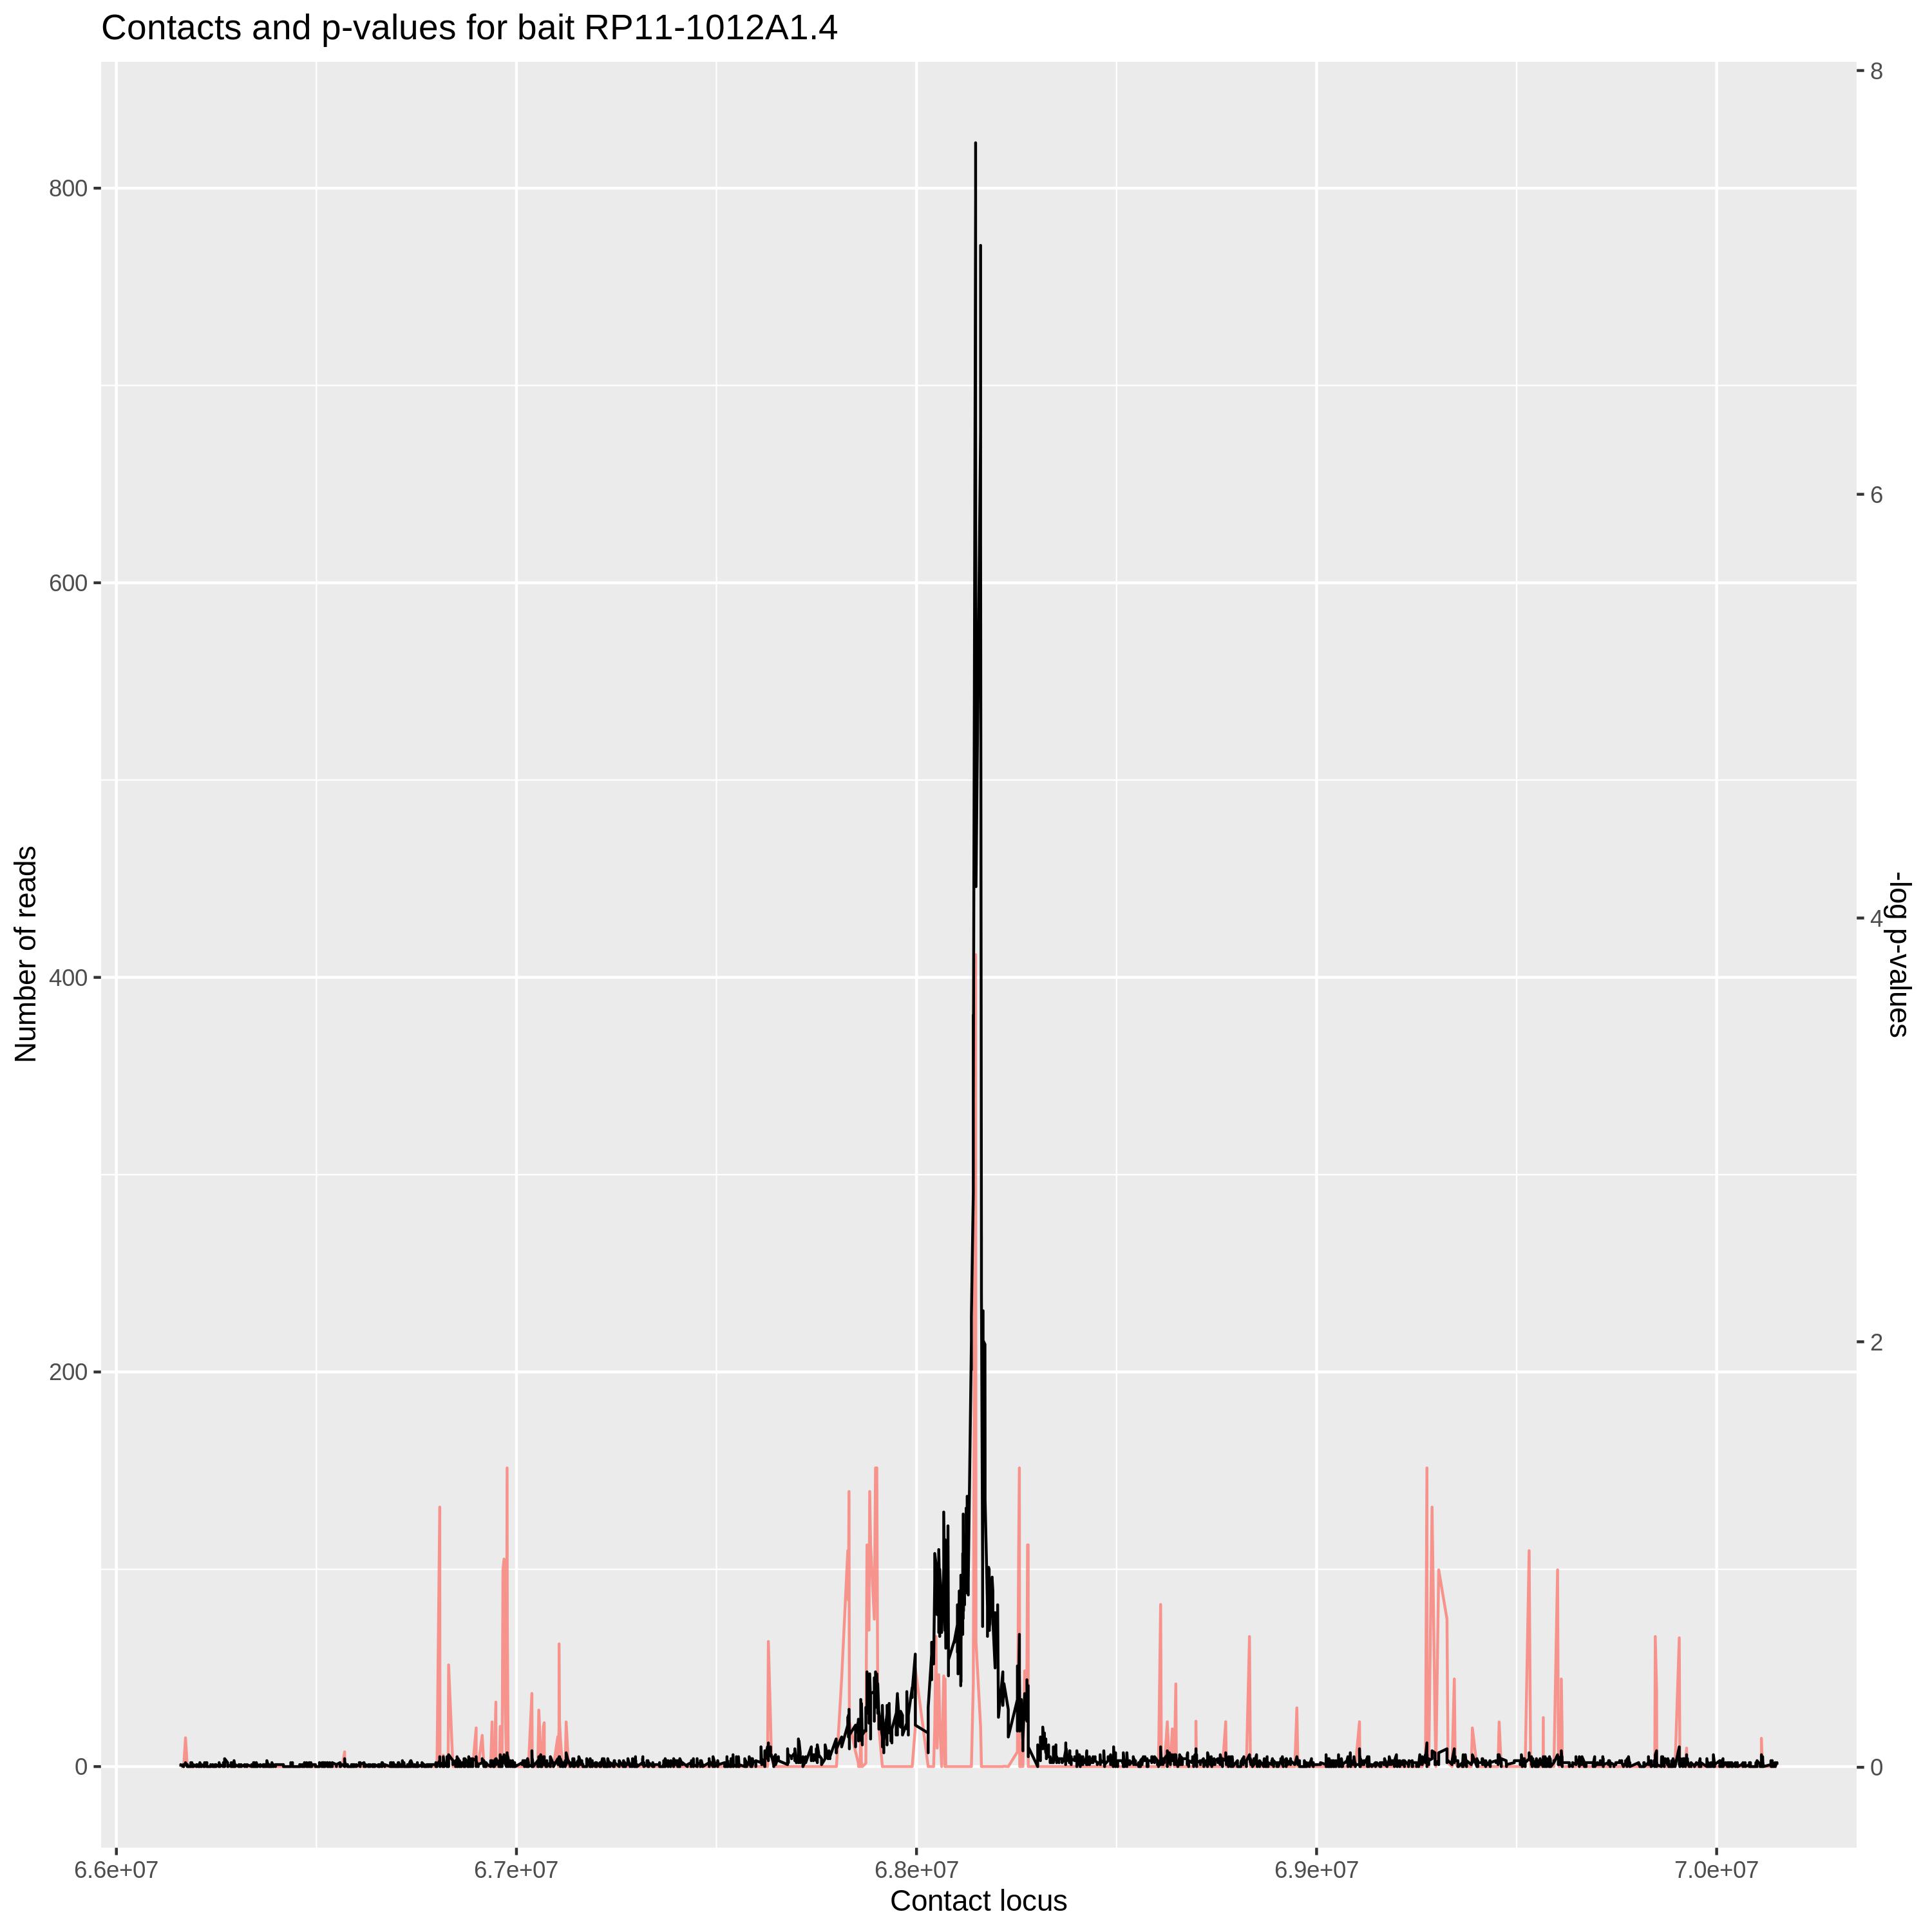 Contacts and p-values for bait RP11-1012A1.4
8
800
6
600
Number of reads
-log p-values
4
400
2
200
0
0
6.6e+07
6.7e+07
6.8e+07
6.9e+07
7.0e+07
Contact locus